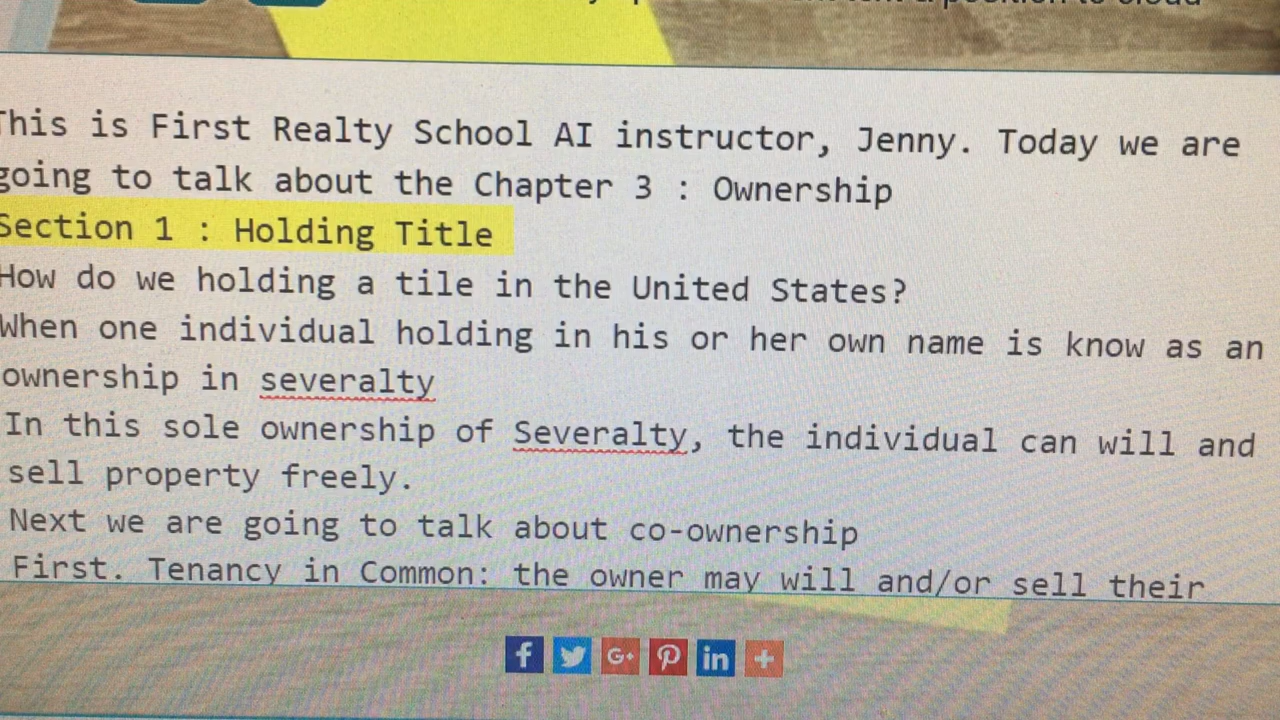 This is First Realty School AI instructor, Jenny. Today we are
going to talk about the Chapter 3 : Ownership
Section 1 : Holding Title
How do we holding a tile in the United States?
When one individual holding in his or her own name is know as an
ownership in severalty
In this sole ownership of Severalty, the individual can will and
sell property freely.
Next we are going to talk about co-ownership
First. Tenancy in Common: the owner may will and/or sell their
f G+ in